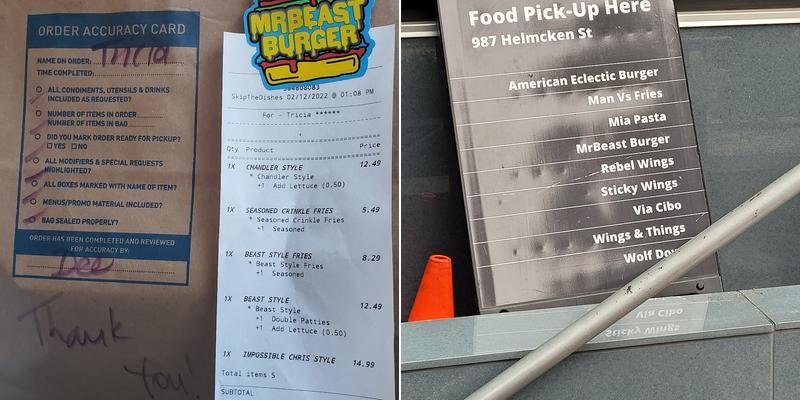 ORDER ACCURACY CARD
NAME ON ORDER: Tricia
TIME COMPLETED:
ALL CONDIMENTS, UTENSILS & DRINKS
INCLUDED AS REQUESTED?
NUMBER OF ITEMS IN ORDER
NUMBER OF ITEMS IN BAG
DID YOU MARK ORDER READY FOR PICKUP?
YES NO
ALL MODIFIERS & SPECIAL REQUESTS
HIGHLIGHTED?
ALL BOXES MARKED WITH NAME OF ITEM?
MENUS/PROMO MATERIAL INCLUDED?
BAG SEALED PROPERLY?
ORDER HAS BEEN COMPLETED AND REVIEWED
FOR ACCURACY BY:
Dee
Thank
You!
MRBEAST
BURGER
SkipTheDishes 02/12/2022 @ 01:08 PM
For - Tricia ******
Qty Product Price
1X CHANDLER STYLE 12.49
* Chandler Style
+1 Add Lettuce (0.50)
1X SEASONED CRINKLE FRIES 5.49
* Seasoned Crinkle Fries
+1 Seasoned
1X BEAST STYLE FRIES 8.29
* Beast Style Fries
+1 Seasoned
1X BEAST STYLE 12.49
* Beast Style
+1 Double Patties
+1 Add Lettuce (0.50)
1X IMPOSSIBLE CHRIS STYLE 14.99
Total items 5
SUBTOTAL
Food Pick-Up Here
987 Helmcken St
American Eclectic Burger
Man Vs Fries
Mia Pasta
MrBeast Burger
Rebel Wings
Sticky Wings
Via Cibo
Wings & Things
Wolf Down
Via Cibo
Sticky Wings